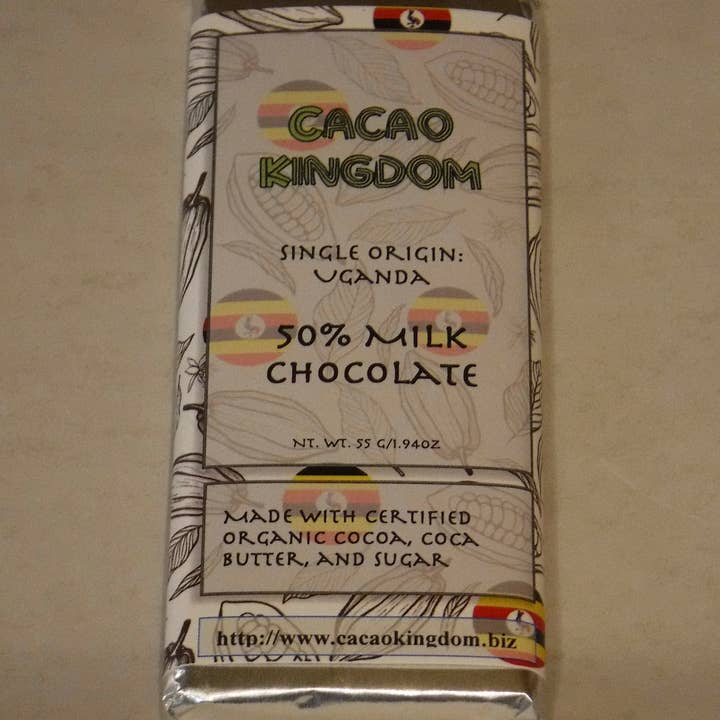 CACAO
KINGDOM
SINGLE ORIGIN:
UGANDA
50% MILK
CHOCOLATE
NT. WT. 55 G/1.94OZ
MADE WITH CERTIFIED
ORGANIC COCOA, COCA
BUTTER, AND SUGAR
http://www.cacaokingdom.biz